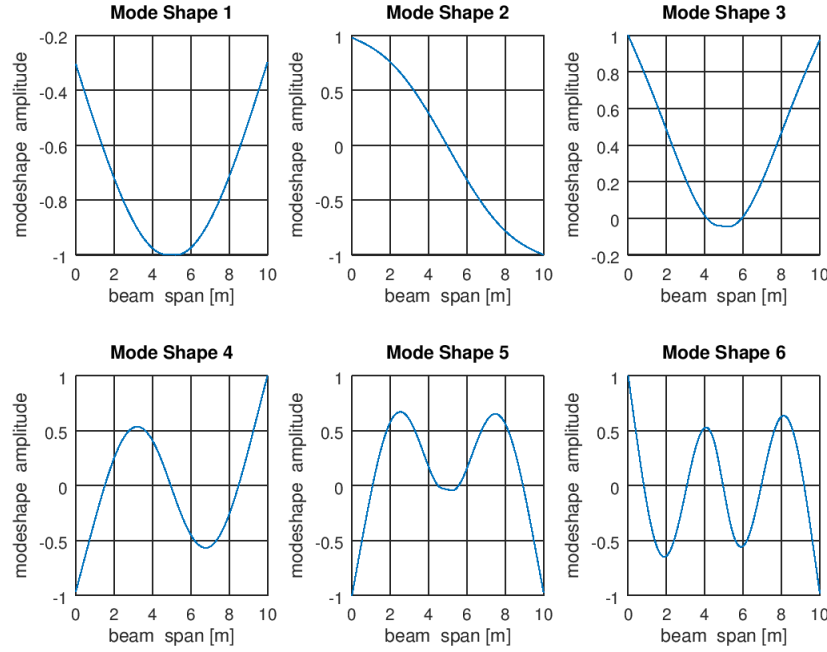 Mode Shape 1
-0.2
-0.4
-0.6
-0.8
-1
modeshape amplitude
0 2 4 6 8 10
beam span [m]
Mode Shape 2
1
0.5
0
-0.5
-1
modeshape amplitude
0 2 4 6 8 10
beam span [m]
Mode Shape 3
1
0.8
0.6
0.4
0.2
0
-0.2
modeshape amplitude
0 2 4 6 8 10
beam span [m]
Mode Shape 4
1
0.5
0
-0.5
-1
modeshape amplitude
0 2 4 6 8 10
beam span [m]
Mode Shape 5
1
0.5
0
-0.5
-1
modeshape amplitude
0 2 4 6 8 10
beam span [m]
Mode Shape 6
1
0.5
0
-0.5
-1
modeshape amplitude
0 2 4 6 8 10
beam span [m]